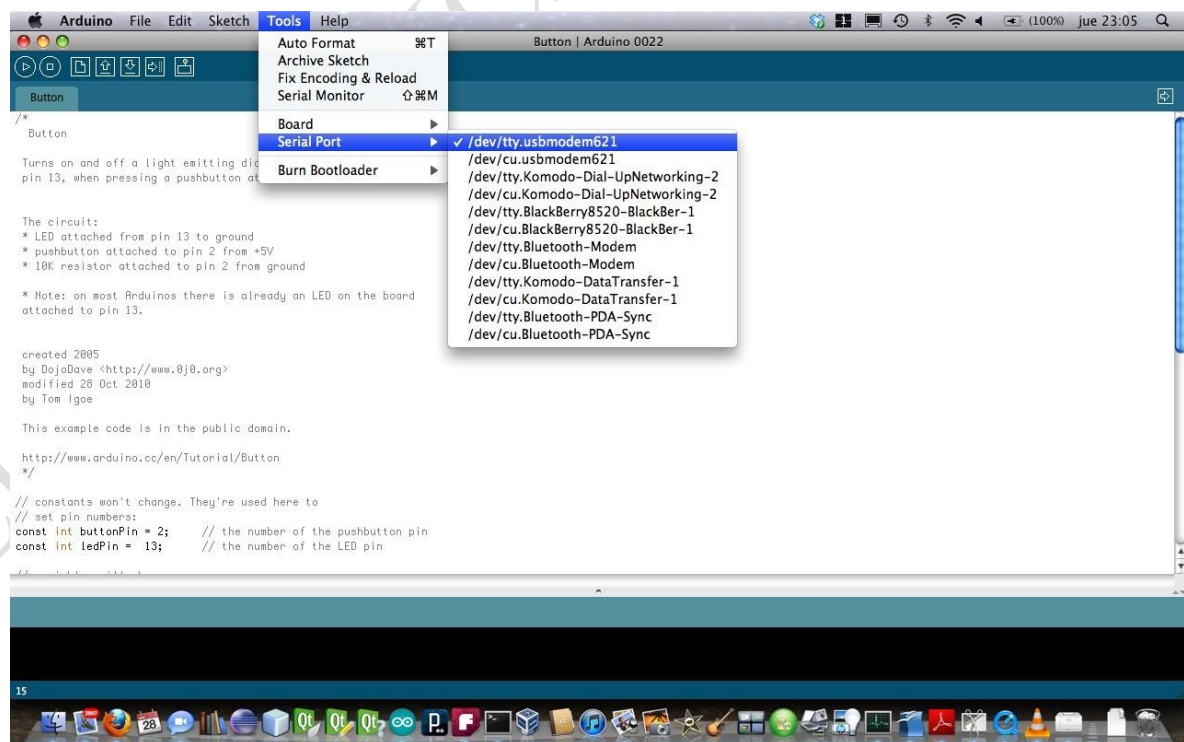 Arduino File Edit Sketch Tools Help (100%) jue 23:05
Button | Arduino 0022
Auto Format ⌘T
Archive Sketch
Fix Encoding & Reload
Serial Monitor ⇧⌘M
Board
Serial Port
Burn Bootloader
✓ /dev/tty.usbmodem621
/dev/cu.usbmodem621
/dev/tty.Komodo-Dial-UpNetworking-2
/dev/cu.Komodo-Dial-UpNetworking-2
/dev/tty.BlackBerry8520-BlackBer-1
/dev/cu.BlackBerry8520-BlackBer-1
/dev/tty.Bluetooth-Modem
/dev/cu.Bluetooth-Modem
/dev/tty.Komodo-DataTransfer-1
/dev/cu.Komodo-DataTransfer-1
/dev/tty.Bluetooth-PDA-Sync
/dev/cu.Bluetooth-PDA-Sync
Button
/*
Button
Turns on and off a light emitting
pin 13, when pressing a pushbutton
The circuit:
* LED attached from pin 13 to ground
* pushbutton attached to pin 2 from +5V
* 10K resistor attached to pin 2 from ground
* Note: on most Arduinos there is already an LED on the board
attached to pin 13.
created 2005
by DojoDave <http://www.0j0.org>
modified 28 Oct 2010
by Tom Igoe
This example code is in the public domain.
http://www.arduino.cc/en/Tutorial/Button
*/
// constants won't change. They're used here to
// set pin numbers:
const int buttonPin = 2; // the number of the pushbutton pin
const int ledPin = 13; // the number of the LED pin
15
28
Qt Qt Qt